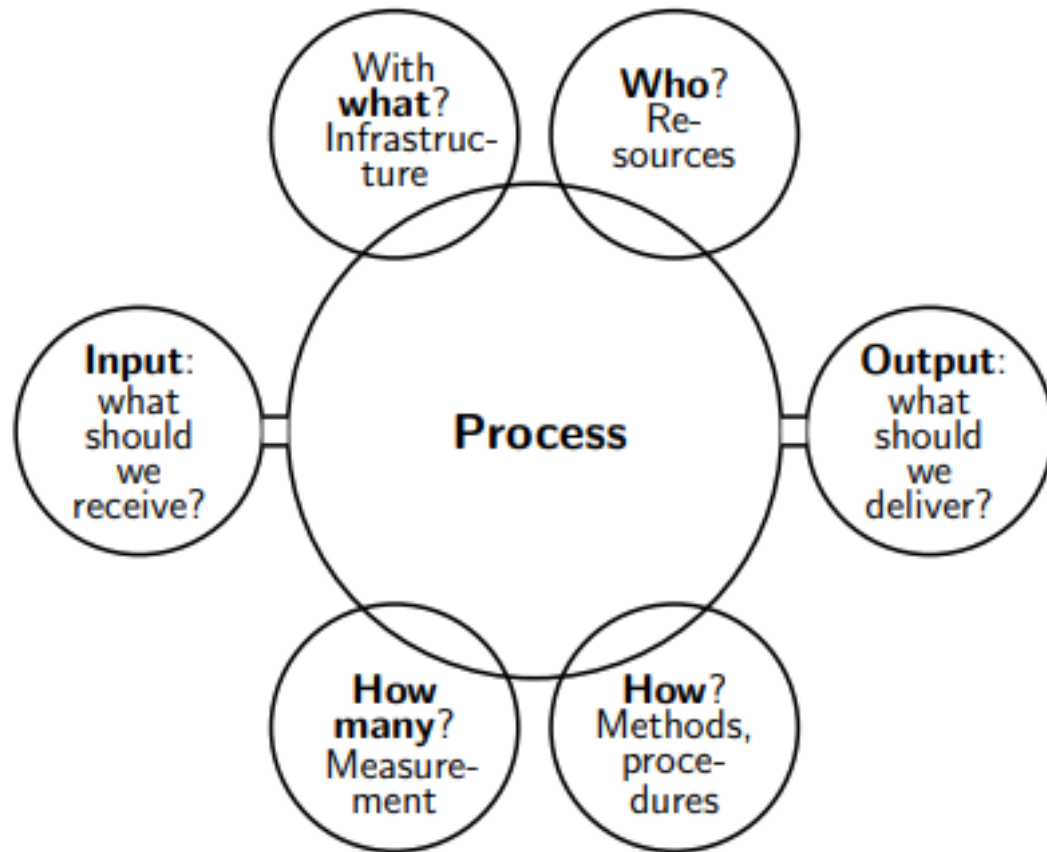 With
what?
Infrastruc-
ture
Who?
Re-
sources
Input:
what
should
we
receive?
Process
Output:
what
should
we
deliver?
How
many?
Measure-
ment
How?
Methods,
proce-
dures